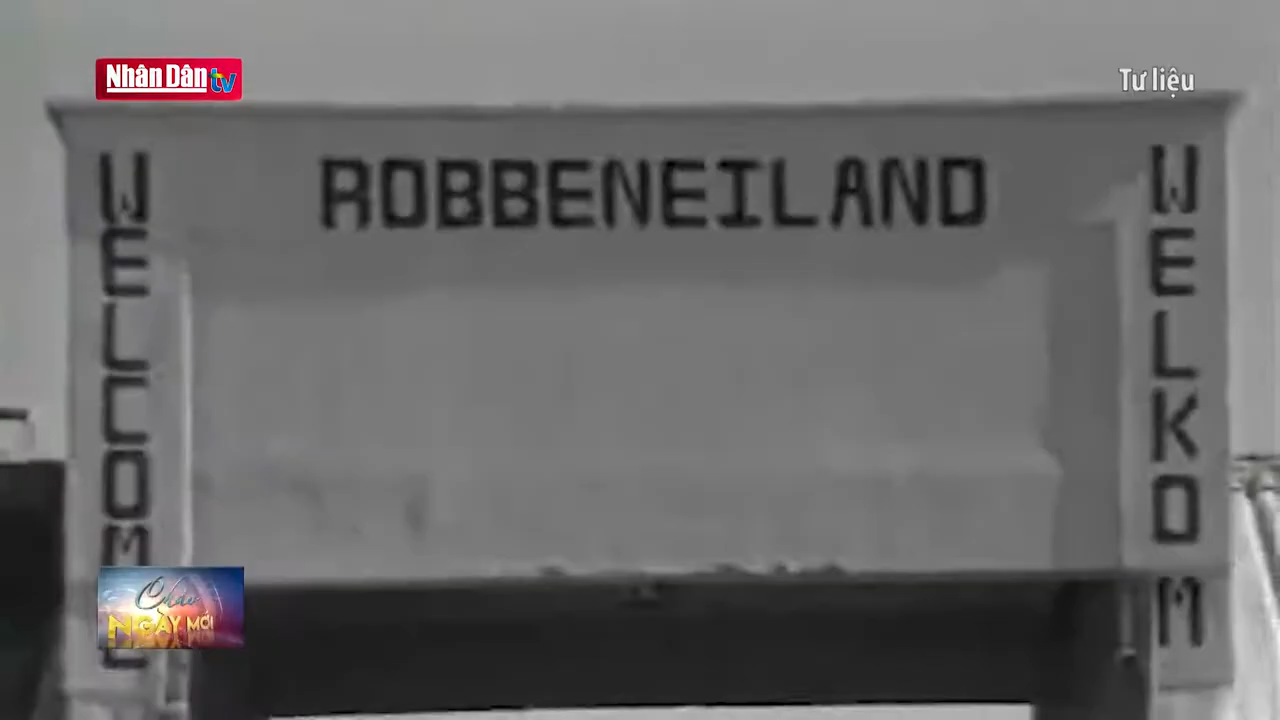 Nhân Dân tv
Tư liệu
ROBBENEILAND
WELCOME
WELKOM
Chào
NGÀY MỚI